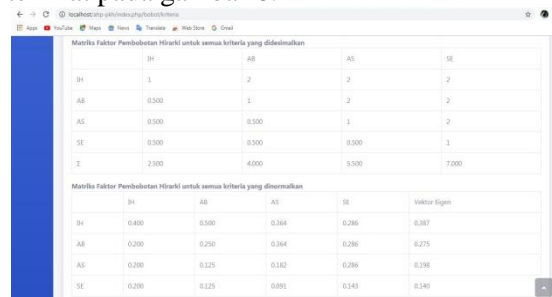 localhost/ahp-pkh/index.php/bobot/kriteria
Apps YouTube Maps News Translate Web Store Gmail
Matriks Faktor Pembobotan Hirarki untuk semua kriteria yang didesimalkan
IH AB AS SE
IH 1 2 2 2
AB 0.500 1 2 2
AS 0.500 0.500 1 2
SE 0.500 0.500 0.500 1
Σ 2.500 4.000 5.500 7.000
Matriks Faktor Pembobotan Hirarki untuk semua kriteria yang dinormalkan
IH AB AS SE Vektor Eigen
IH 0.400 0.500 0.364 0.286 0.387
AB 0.200 0.250 0.364 0.286 0.275
AS 0.200 0.125 0.182 0.286 0.198
SE 0.200 0.125 0.091 0.143 0.140